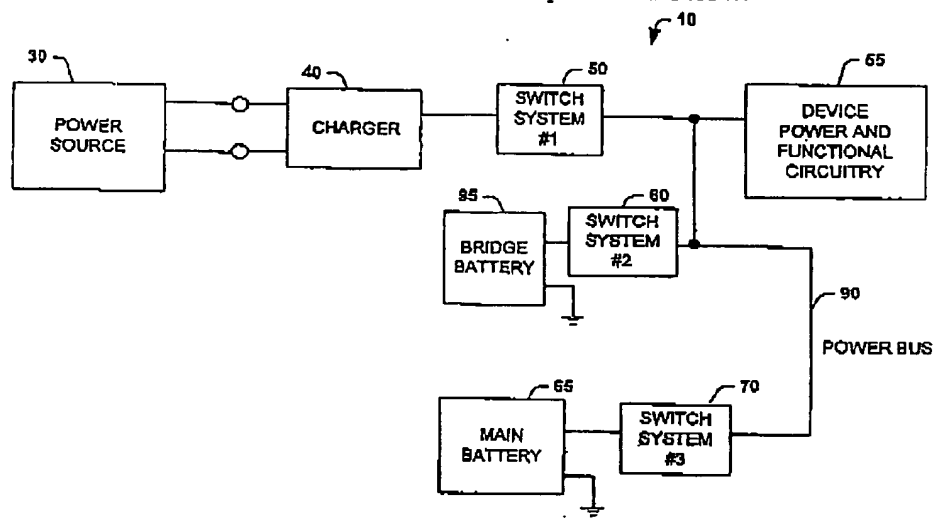 10
30
POWER
SOURCE
40
CHARGER
50
SWITCH
SYSTEM
#1
55
DEVICE
POWER AND
FUNCTIONAL
CIRCUITRY
95
BRIDGE
BATTERY
60
SWITCH
SYSTEM
#2
90
POWER BUS
65
MAIN
BATTERY
70
SWITCH
SYSTEM
#3